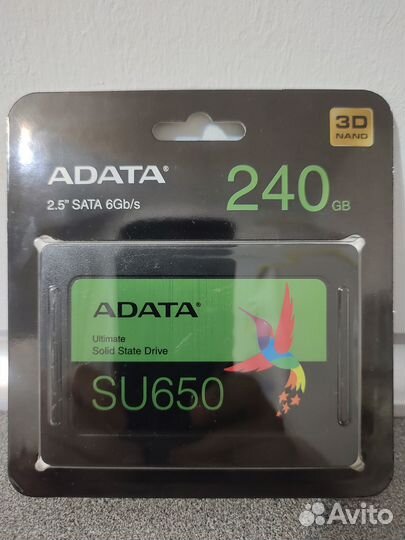 3D
NAND
ADATA®
2.5" SATA 6Gb/s
240 GB
ADATA®
Ultimate
Solid State Drive
SU650
Avito